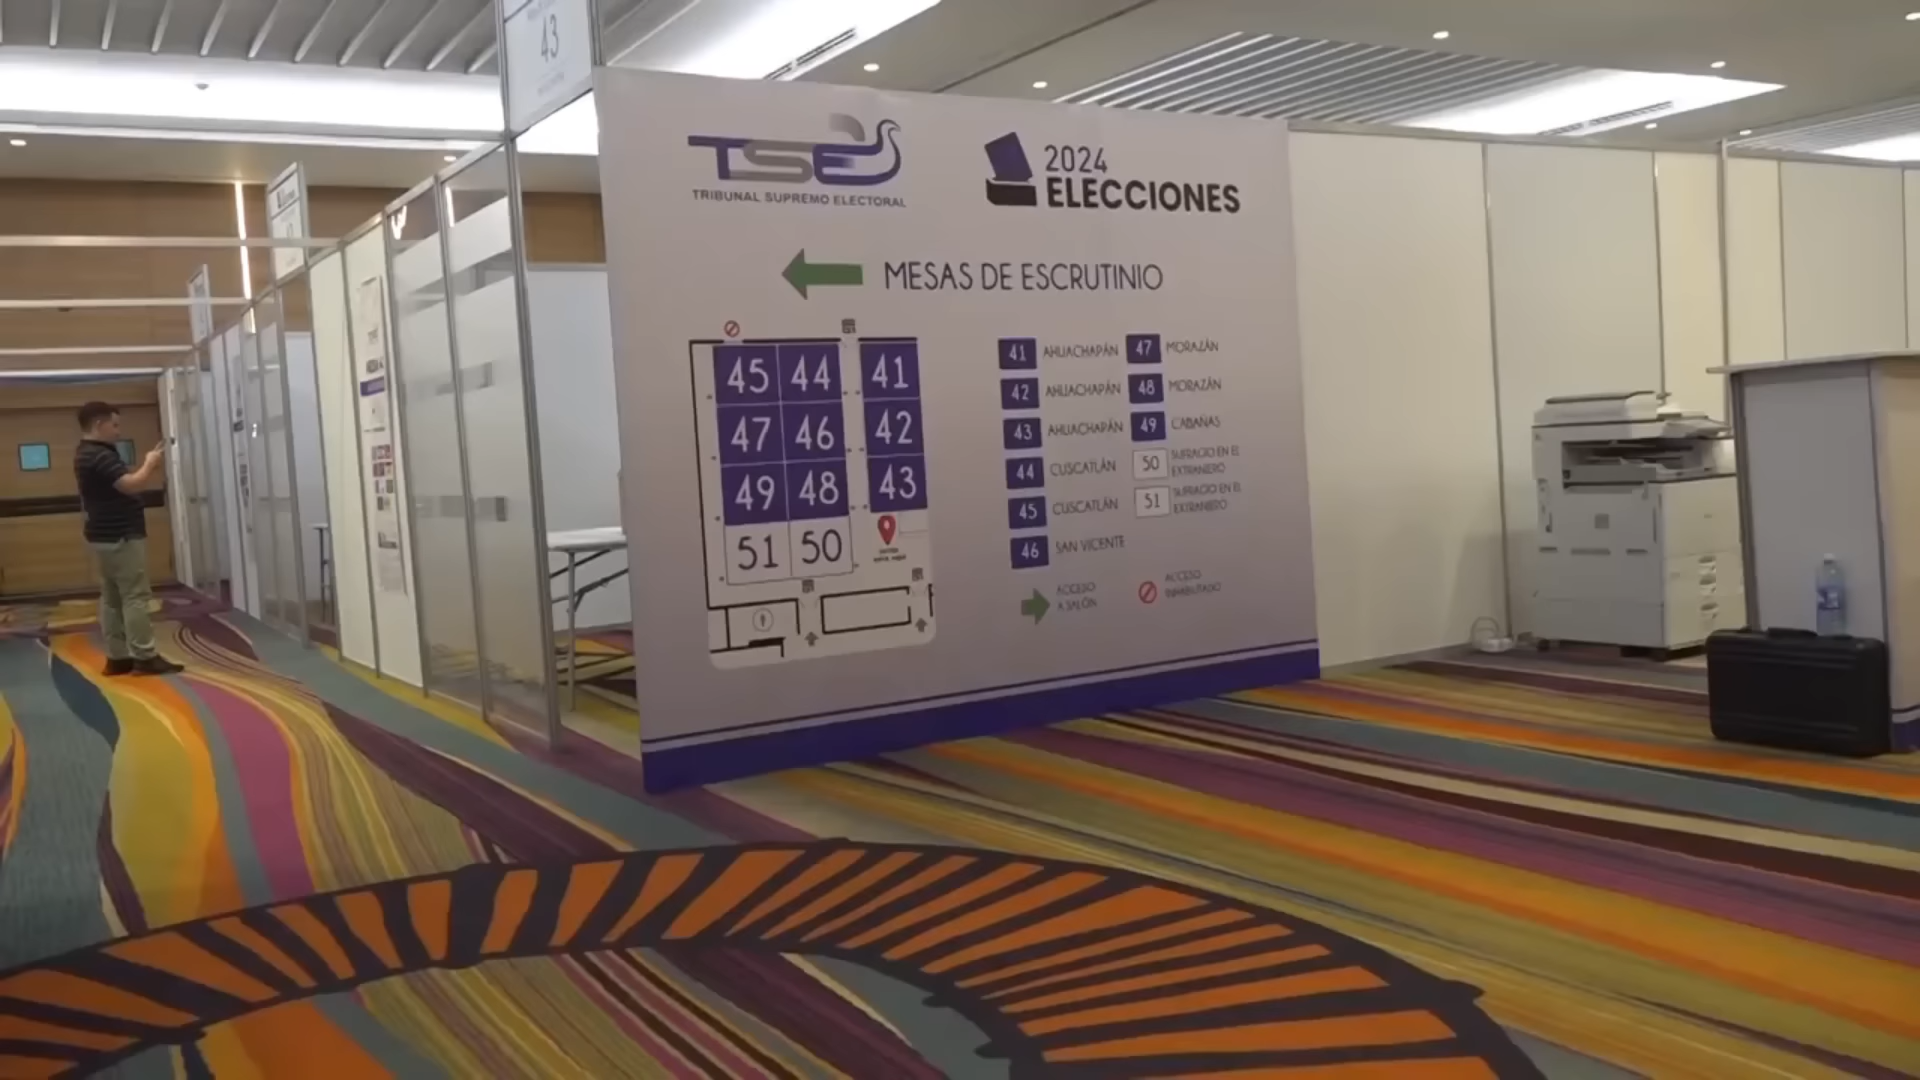 43
TSE
TRIBUNAL SUPREMO ELECTORAL
2024
ELECCIONES
MESAS DE ESCRUTINIO
45 44 41
47 46 42
49 48 43
51 50
41 AHUACHAPÁN
42 AHUACHAPÁN
43 AHUACHAPÁN
44 CUSCATLÁN
45 CUSCATLÁN
46 SAN VICENTE
47 MORAZÁN
48 MORAZÁN
49 CABAÑAS
50 SUFRAGIO EN EL
EXTRANJERO
51 SUFRAGIO EN EL
EXTRANJERO
ACCESO
A SALÓN
ACCESO
INHABILITADO